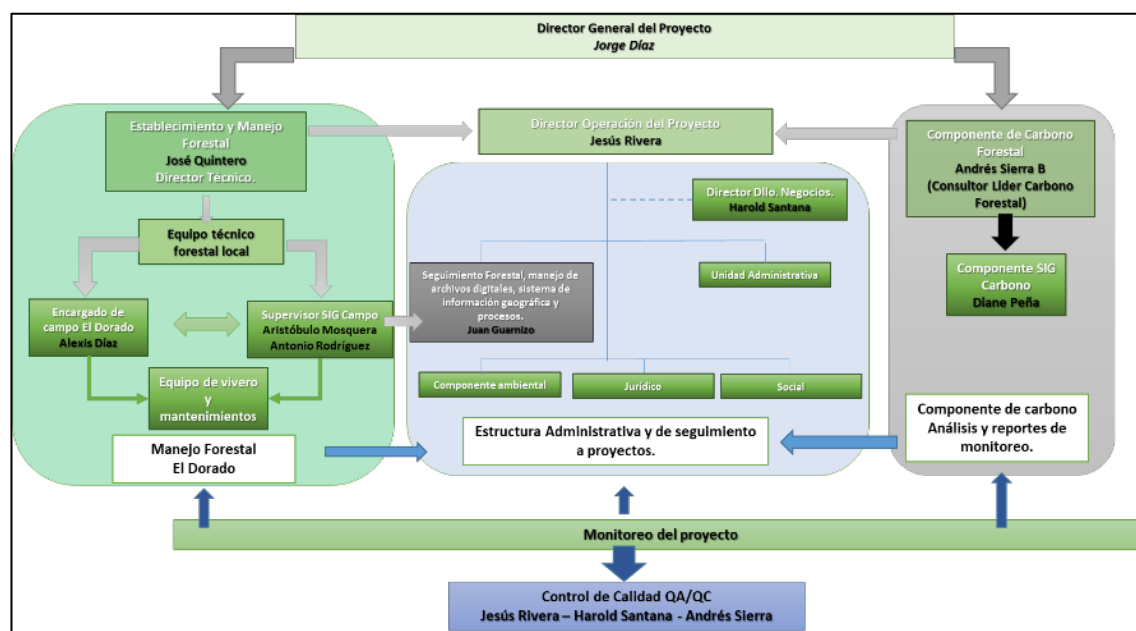 Director General del Proyecto
Jorge Díaz
Establecimiento y Manejo
Forestal
José Quintero
Director Técnico.
Equipo técnico
forestal local
Encargado de
campo El Dorado
Alexis Díaz
Supervisor SIG Campo
Aristóbulo Mosquera
Antonio Rodríguez
Equipo de vivero
y
mantenimientos
Manejo Forestal
El Dorado
Director Operación del Proyecto
Jesús Rivera
Director Dllo. Negocios.
Harold Santana
Seguimiento Forestal, manejo de
archivos digitales, sistema de
información geográfica y
procesos.
Juan Guarnizo
Unidad Administrativa
Componente ambiental
Jurídico
Social
Estructura Administrativa y de seguimiento
a proyectos.
Componente de Carbono
Forestal
Andrés Sierra B
(Consultor Lider Carbono
Forestal)
Componente SIG
Carbono
Diane Peña
Componente de carbono
Análisis y reportes de
monitoreo.
Monitoreo del proyecto
Control de Calidad QA/QC
Jesús Rivera – Harold Santana - Andrés Sierra